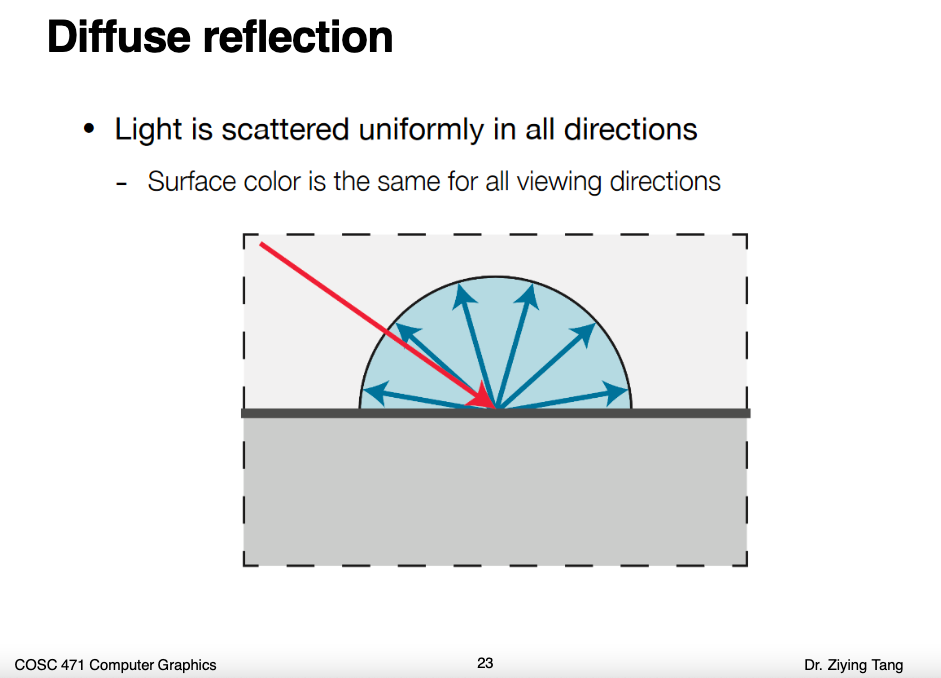 Diffuse reflection
• Light is scattered uniformly in all directions
- Surface color is the same for all viewing directions
COSC 471 Computer Graphics
23
Dr. Ziying Tang